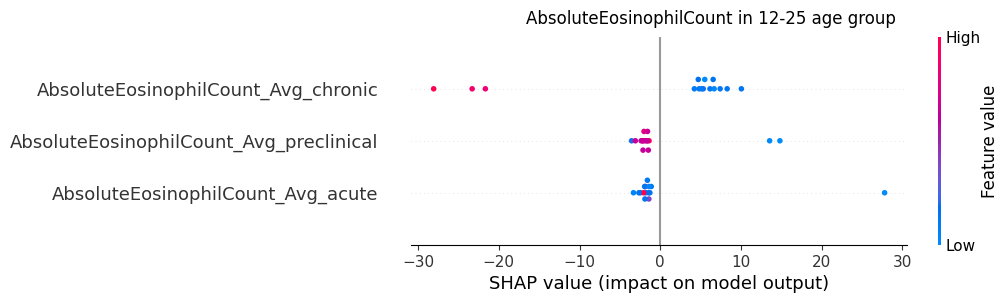 AbsoluteEosinophilCount in 12-25 age group
High
AbsoluteEosinophilCount_Avg_chronic
AbsoluteEosinophilCount_Avg_preclinical
AbsoluteEosinophilCount_Avg_acute
Feature value
Low
−30 −20 −10 0 10 20 30
SHAP value (impact on model output)